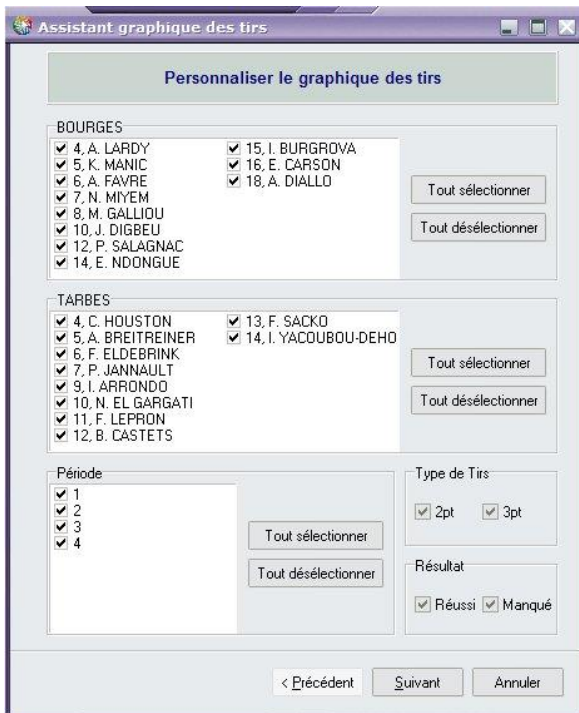 Assistant graphique des tirs
Personnaliser le graphique des tirs
BOURGES
4, A. LARDY
5, K. MANIC
6, A. FAVRE
7, N. MIYEM
8, M. GALLIOU
10, J. DIGBEU
12, P. SALAGNAC
14, E. NDONGUE
15, I. BURGROVA
16, E. CARSON
18, A. DIALLO
Tout sélectionner
Tout désélectionner
TARBES
4, C. HOUSTON
5, A. BREITREINER
6, F. ELDEBRINK
7, P. JANNAULT
9, I. ARRONDO
10, N. EL GARGATI
11, F. LEPRON
12, B. CASTETS
13, F. SACKO
14, I. YACOUBOU-DEHO
Tout sélectionner
Tout désélectionner
Période
1
2
3
4
Tout sélectionner
Tout désélectionner
Type de Tirs
2pt 3pt
Résultat
Réussi Manqué
< Précédent Suivant Annuler